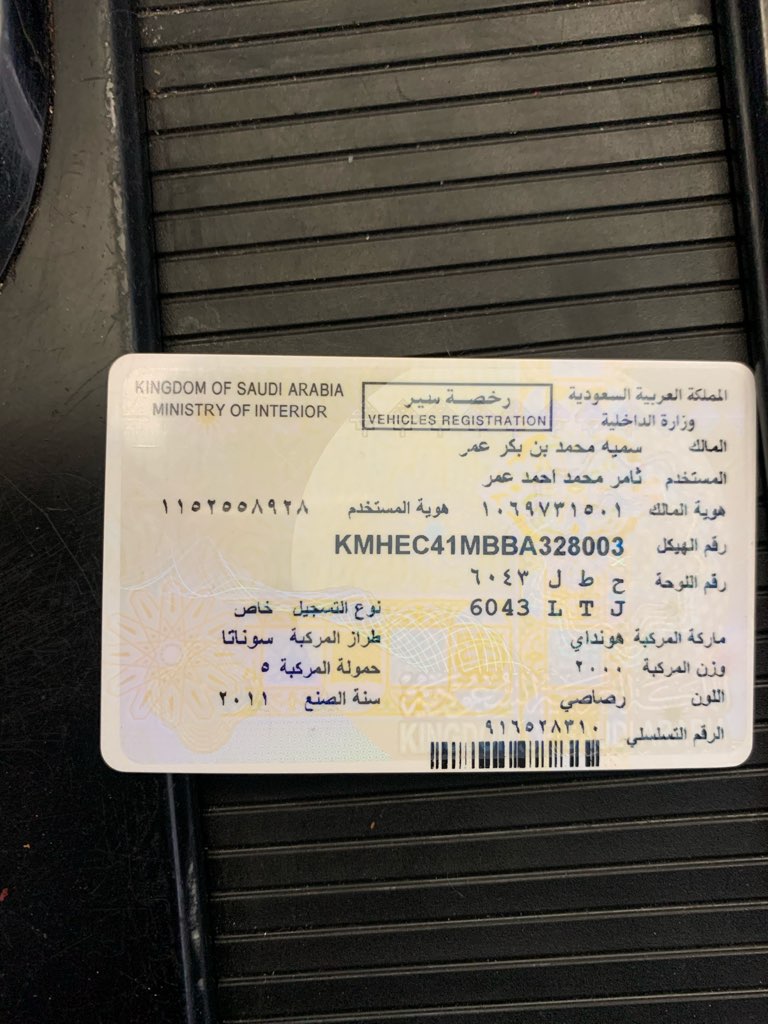 KINGDOM OF SAUDI ARABIA رخصة سير المملكة العربية السعودية
MINISTRY OF INTERIOR VEHICLES REGISTRATION وزارة الداخلية
المالك سميه محمد بن بكر عمر
المستخدم ثامر محمد أحمد عمر
هوية المالك ١٠٦٩٧٣١٥٠١ هوية المستخدم ١١٥٢٥٥٨٩٢٨
رقم الهيكل KMHEC41MBBA328003
رقم اللوحة ح ط ل ٦٠٤٣
6043 L T J نوع التسجيل خاص
ماركة المركبة هونداي طراز المركبة سوناتا
وزن المركبة ٢٠٠٠ حمولة المركبة ٥
اللون رصاصي سنة الصنع ٢٠١١
الرقم التسلسلي ٩١٦٥٢٨٣١٠